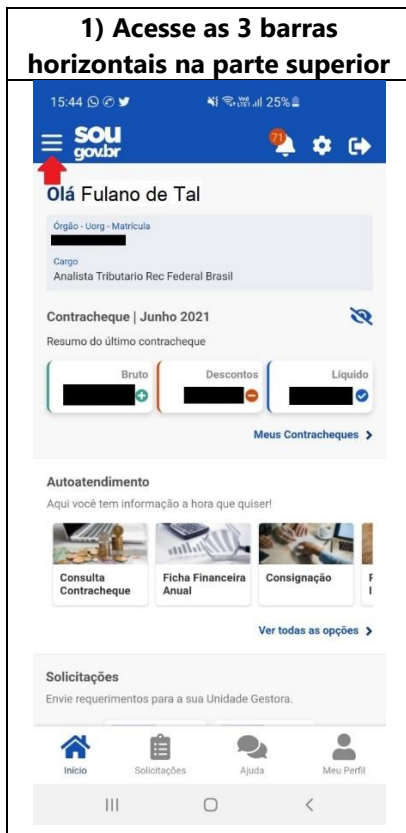 1) Acesse as 3 barras
horizontais na parte superior
15:44 25%
sou
gov.br
71
Olá Fulano de Tal
Órgão - Uorg - Matrícula
Cargo
Analista Tributario Rec Federal Brasil
Contracheque | Junho 2021
Resumo do último contracheque
Bruto Descontos Líquido
Meus Contracheques
Autoatendimento
Aqui você tem informação a hora que quiser!
Consulta Ficha Financeira Consignação
Contracheque Anual
Ver todas as opções
Solicitações
Envie requerimentos para a sua Unidade Gestora.
Início Solicitações Ajuda Meu Perfil